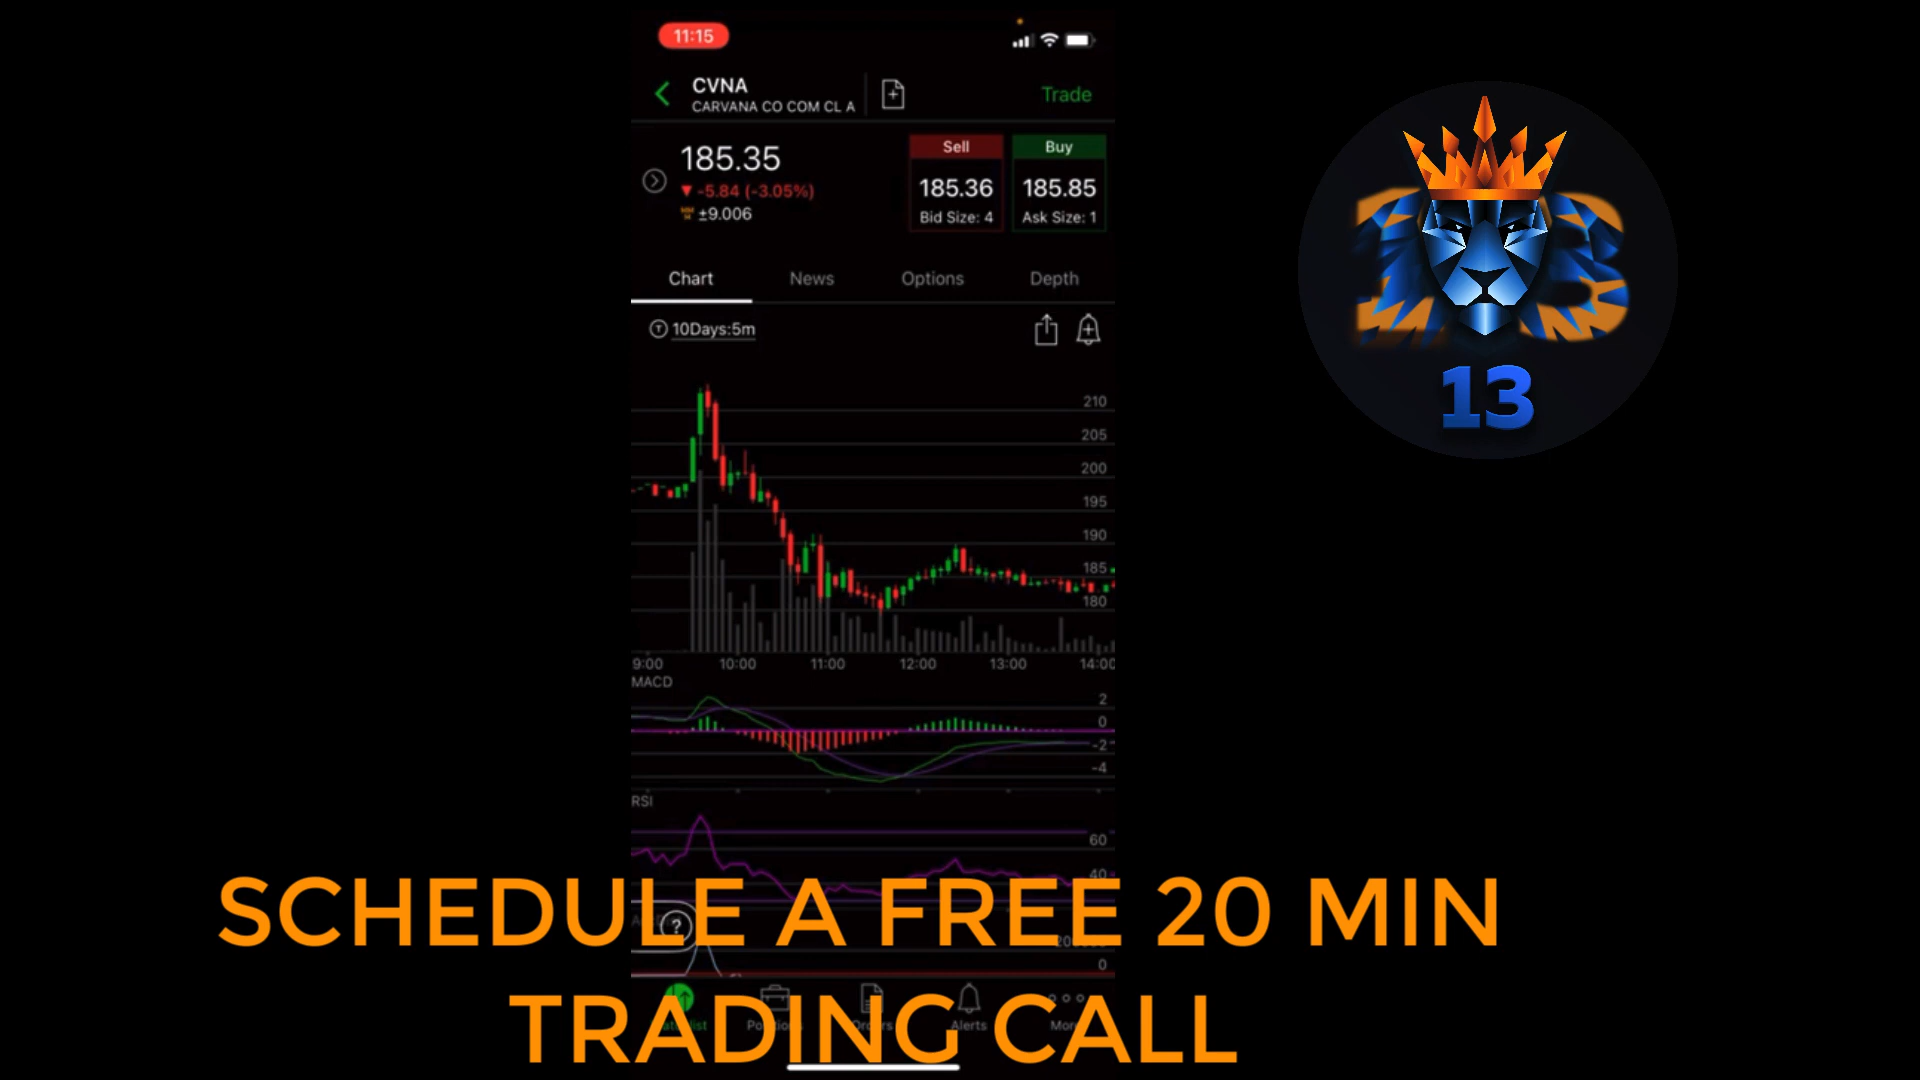 11:15
CVNA
CARVANA CO COM CL A
Trade
185.35
-5.84 (-3.05%)
±9.006
Sell
185.36
Bid Size: 4
Buy
185.85
Ask Size: 1
Chart News Options Depth
10Days:5m
210
205
200
195
190
185
180
9:00 10:00 11:00 12:00 13:00 14:00
MACD
2
0
-2
-4
RSI
60
40
SCHEDULE A FREE 20 MIN
?
0
TRADING CALL
Alerts
13